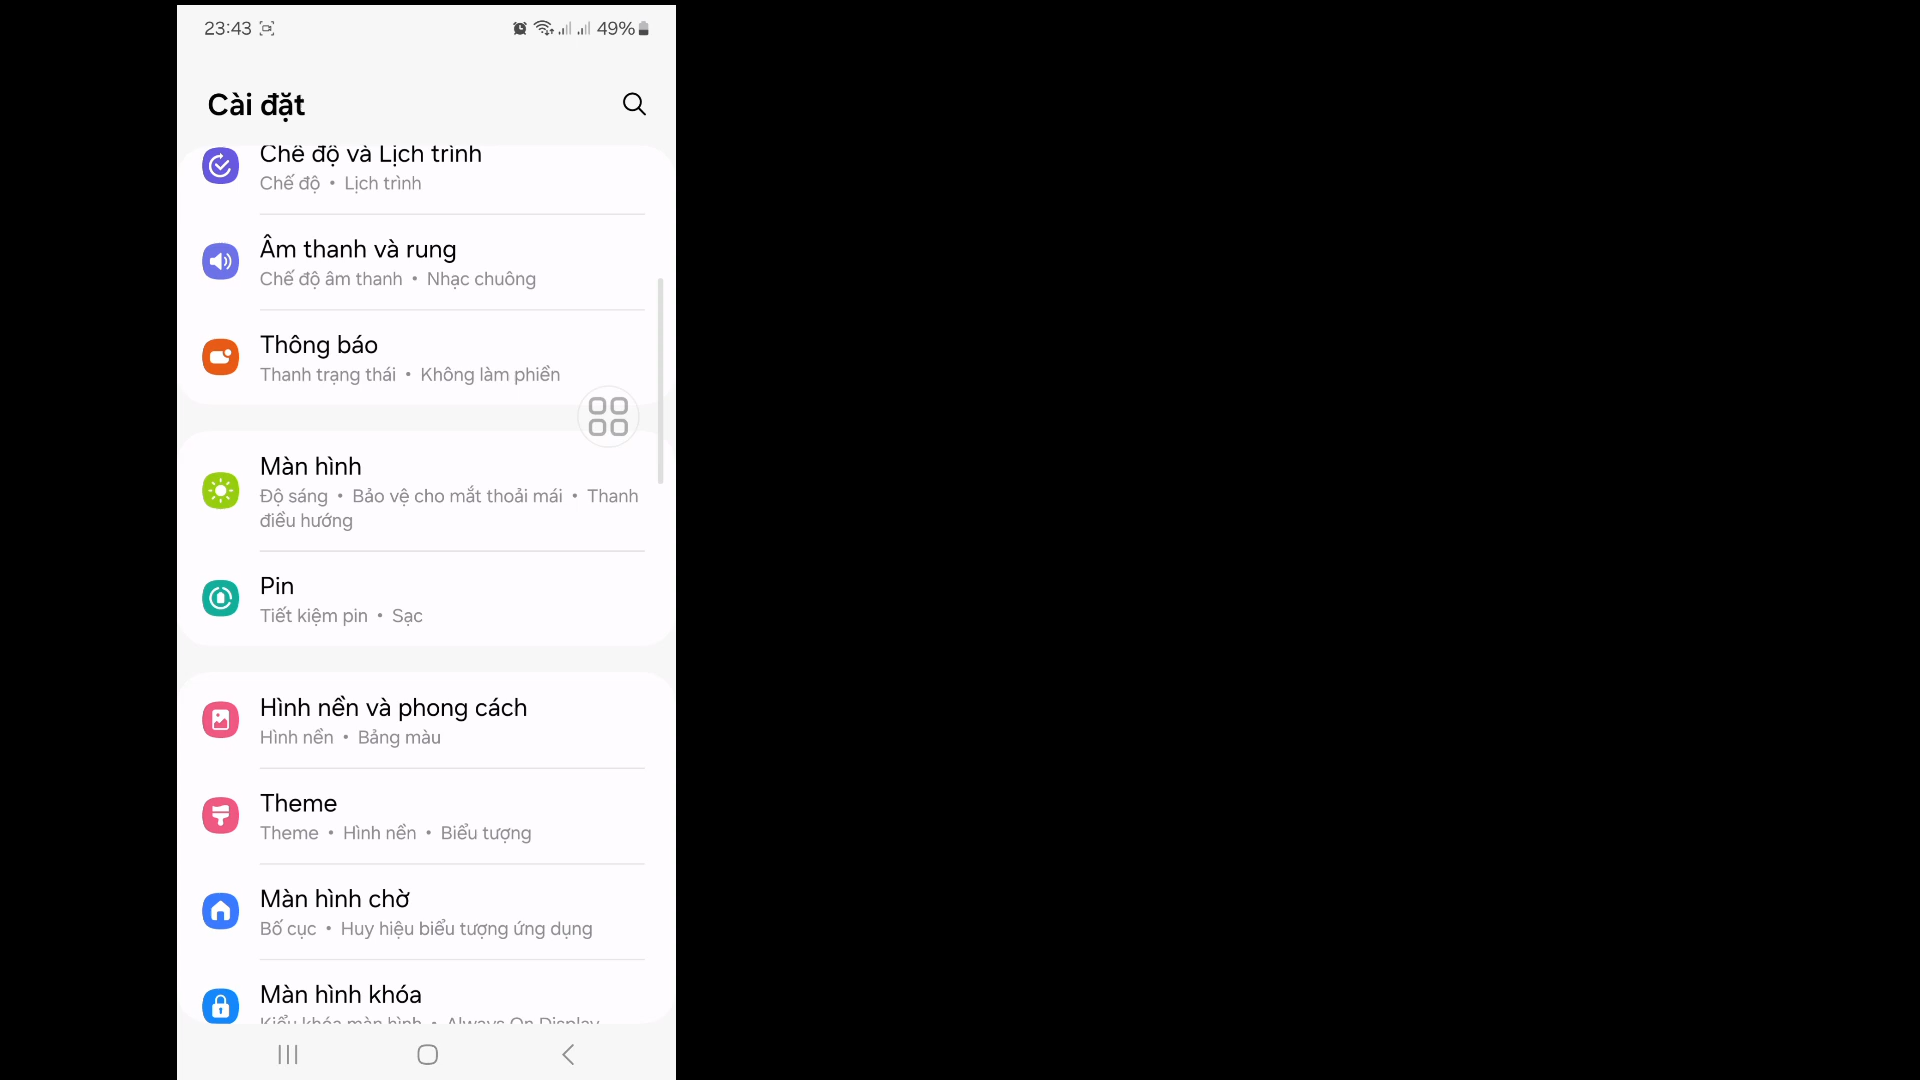 23:43
49%
Cài đặt
Chế độ và Lịch trình
Chế độ • Lịch trình
Âm thanh và rung
Chế độ âm thanh • Nhạc chuông
Thông báo
Thanh trạng thái • Không làm phiền
Màn hình
Độ sáng • Bảo vệ cho mắt thoải mái • Thanh
điều hướng
Pin
Tiết kiệm pin • Sạc
Hình nền và phong cách
Hình nền • Bảng màu
Theme
Theme • Hình nền • Biểu tượng
Màn hình chờ
Bố cục • Huy hiệu biểu tượng ứng dụng
Màn hình khóa
Kiểu khóa màn hình • Always On Display